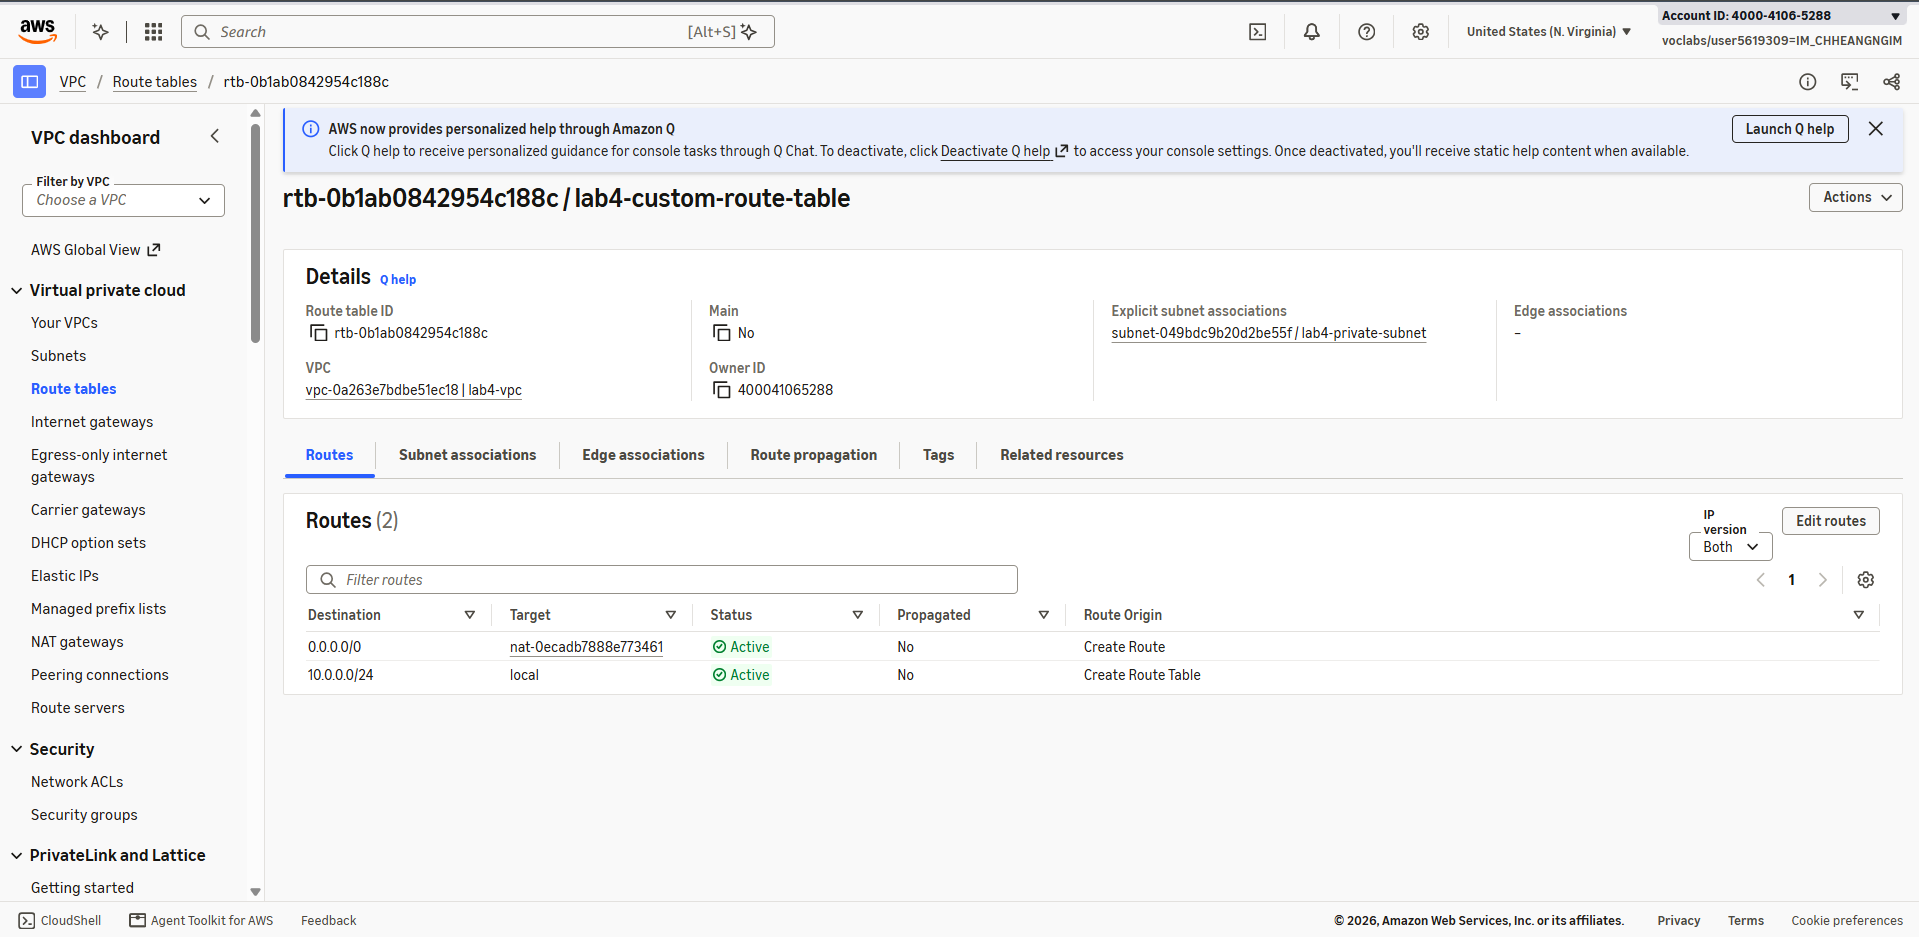 aws
Search
[Alt+S]
United States (N. Virginia)
Account ID: 4000-4106-5288
voclabs/user5619309=IM_CHHEANGNGIM
VPC / Route tables / rtb-0b1ab0842954c188c
VPC dashboard
Filter by VPC
Choose a VPC
AWS Global View
Virtual private cloud
Your VPCs
Subnets
Route tables
Internet gateways
Egress-only internet
gateways
Carrier gateways
DHCP option sets
Elastic IPs
Managed prefix lists
NAT gateways
Peering connections
Route servers
Security
Network ACLs
Security groups
PrivateLink and Lattice
Getting started
AWS now provides personalized help through Amazon Q
Click Q help to receive personalized guidance for console tasks through Q Chat. To deactivate, click Deactivate Q help to access your console settings. Once deactivated, you'll receive static help content when available.
Launch Q help
rtb-0b1ab0842954c188c / lab4-custom-route-table
Actions
Details Q help
Route table ID
rtb-0b1ab0842954c188c
VPC
vpc-0a263e7bdbe51ec18 | lab4-vpc
Main
No
Owner ID
400041065288
Explicit subnet associations
subnet-049bdc9b20d2be55f / lab4-private-subnet
Edge associations
–
Routes Subnet associations Edge associations Route propagation Tags Related resources
Routes (2)
IP
version
Both
Edit routes
Filter routes
1
Destination Target Status Propagated Route Origin
0.0.0.0/0 nat-0ecadb7888e773461 Active No Create Route
10.0.0.0/24 local Active No Create Route Table
CloudShell Agent Toolkit for AWS Feedback
© 2026, Amazon Web Services, Inc. or its affiliates. Privacy Terms Cookie preferences